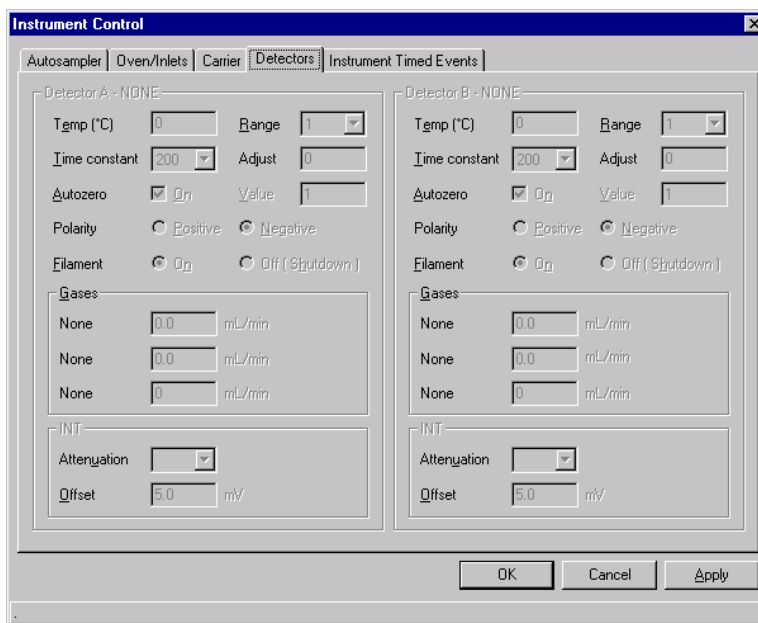 Instrument Control
Autosampler Oven/Inlets Carrier Detectors Instrument Timed Events
Detector A - NONE
Temp (°C) 0 Range 1
Time constant 200 Adjust 0
Autozero On Value 1
Polarity Positive Negative
Filament On Off ( Shutdown )
Gases
None 0.0 mL/min
None 0.0 mL/min
None 0 mL/min
INT
Attenuation
Offset 5.0 mV
Detector B - NONE
Temp (°C) 0 Range 1
Time constant 200 Adjust 0
Autozero On Value 1
Polarity Positive Negative
Filament On Off ( Shutdown )
Gases
None 0.0 mL/min
None 0.0 mL/min
None 0 mL/min
INT
Attenuation
Offset 5.0 mV
OK Cancel Apply
.